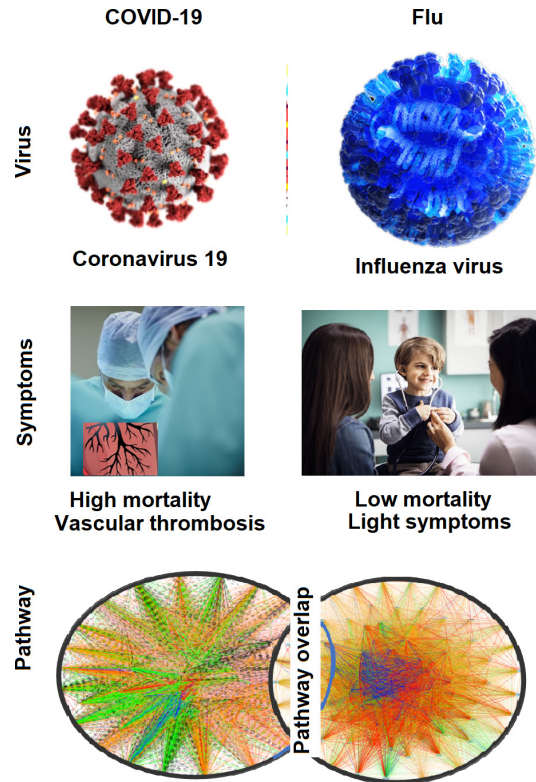 COVID-19
Flu
Virus
Coronavirus 19
Influenza virus
Symptoms
High mortality
Vascular thrombosis
Low mortality
Light symptoms
Pathway
Pathway overlap